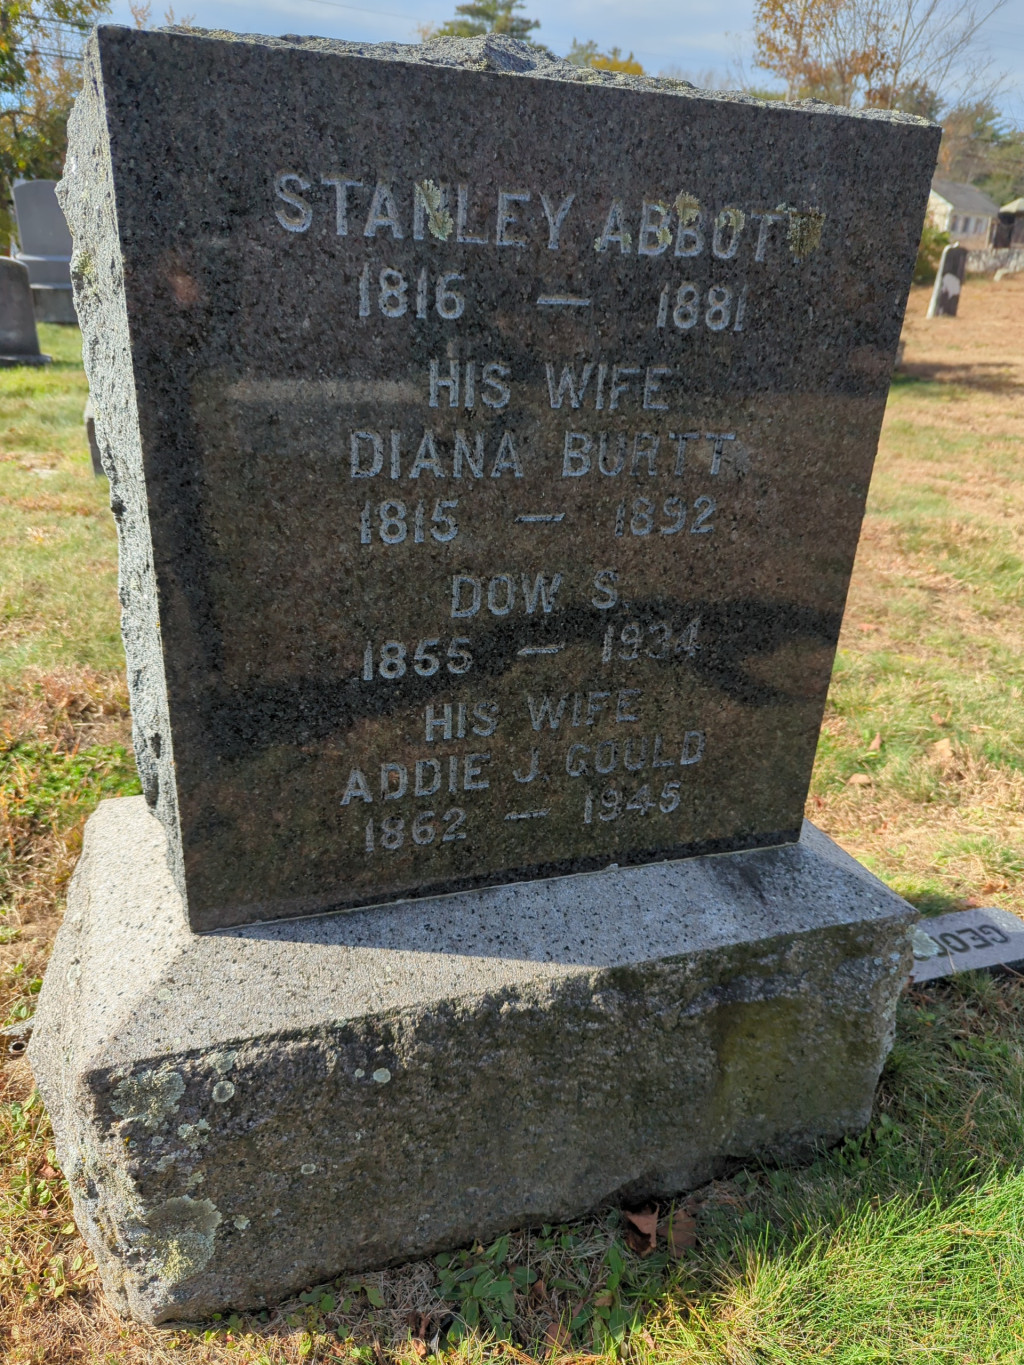 STANLEY ABBOTT
1816 — 1881
HIS WIFE
DIANA BURTT
1815 — 1892
DOW S.
1855 — 1934
HIS WIFE
ADDIE J. GOULD
1862 — 1945